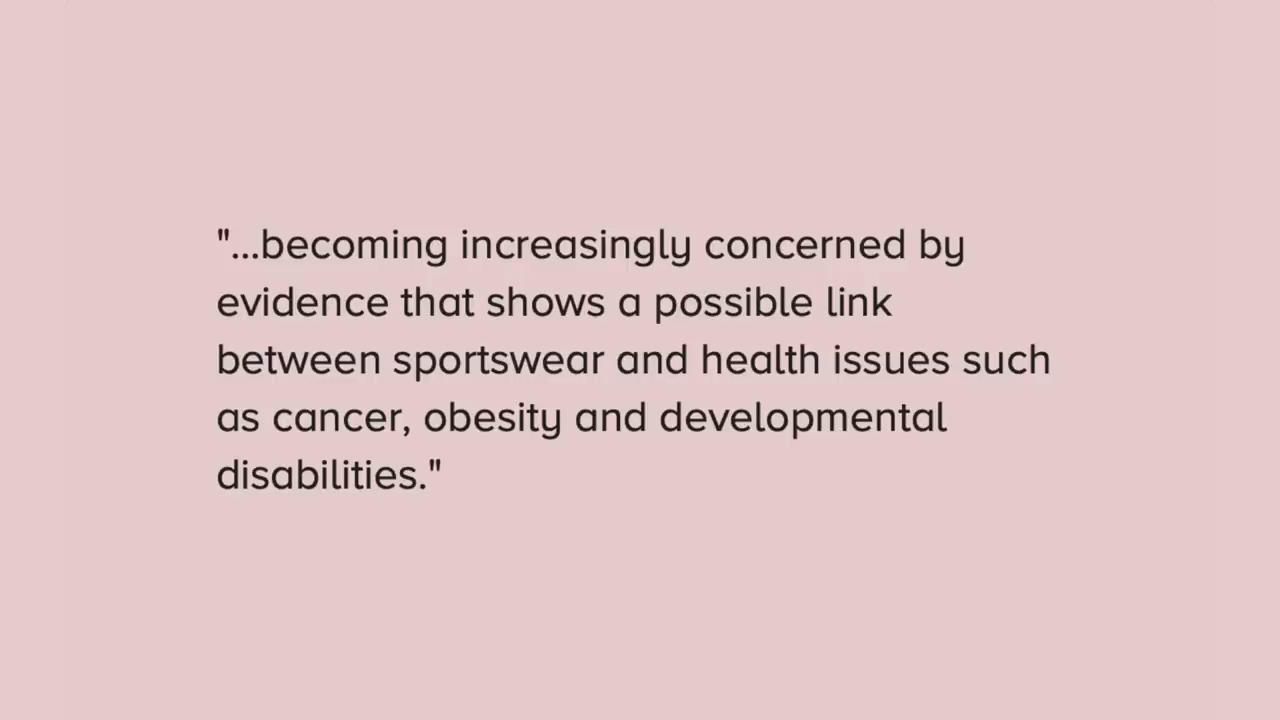 "...becoming increasingly concerned by
evidence that shows a possible link
between sportswear and health issues such
as cancer, obesity and developmental
disabilities."